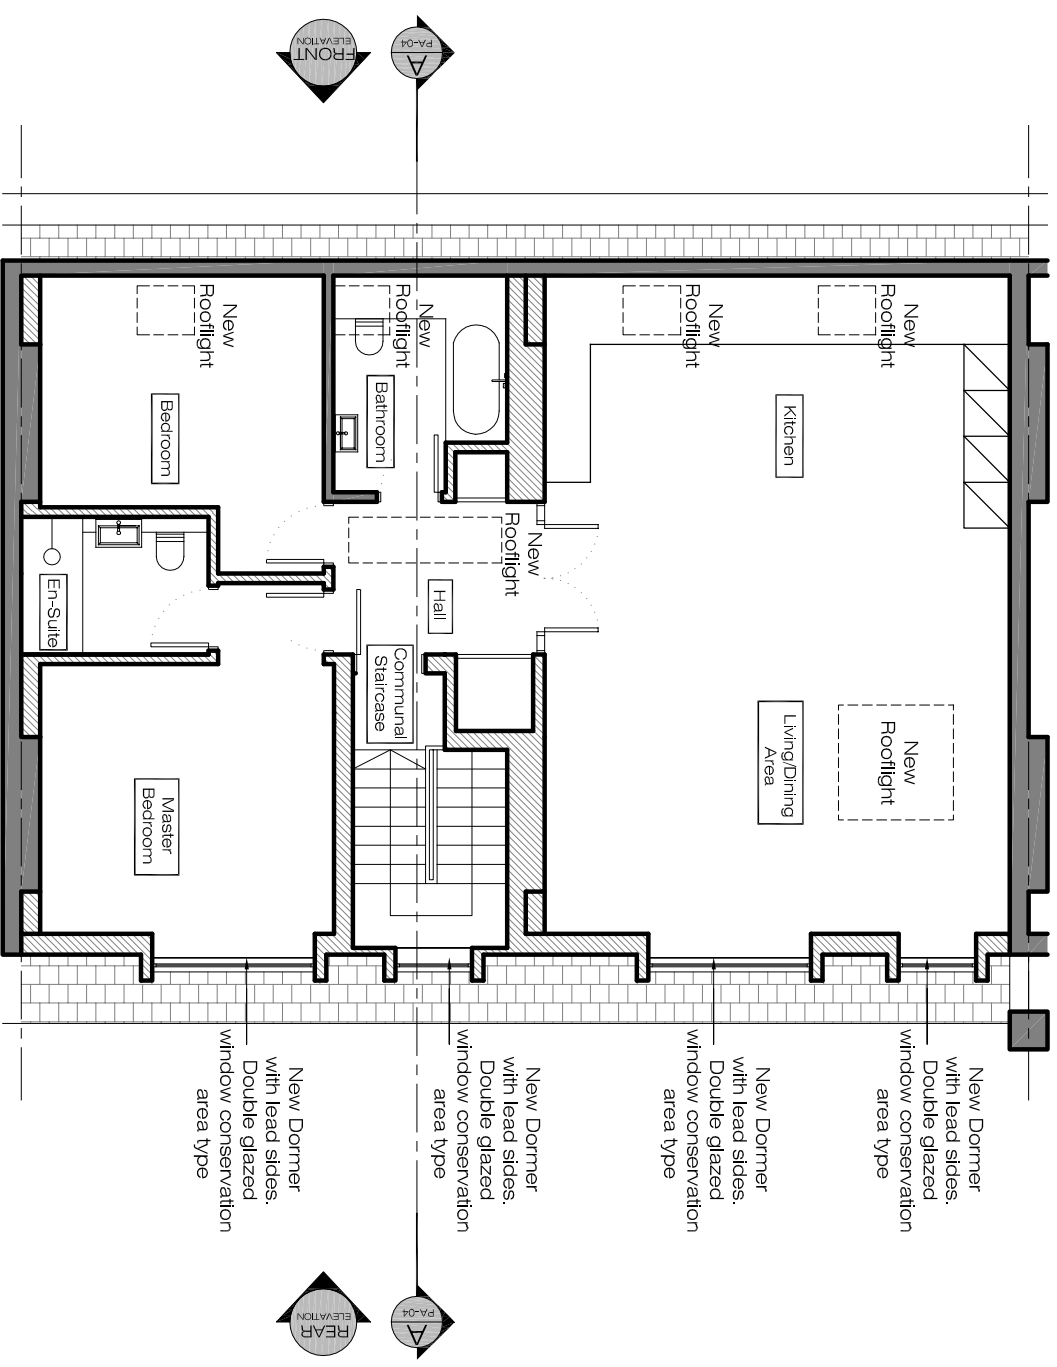 FRONT
ELEVATION
A
PA-04
New
Rooflight
New
Rooflight
New
Rooflight
New
Rooflight
Bedroom
Bathroom
Kitchen
New
Rooflight
Hall
En-Suite
Communal
Staircase
Living/Dining
Area
New
Rooflight
Master
Bedroom
New Dormer
with lead sides.
Double glazed
window conservation
area type
New Dormer
with lead sides.
Double glazed
window conservation
area type
New Dormer
with lead sides.
Double glazed
window conservation
area type
New Dormer
with lead sides.
Double glazed
window conservation
area type
REAR
ELEVATION
A
PA-04